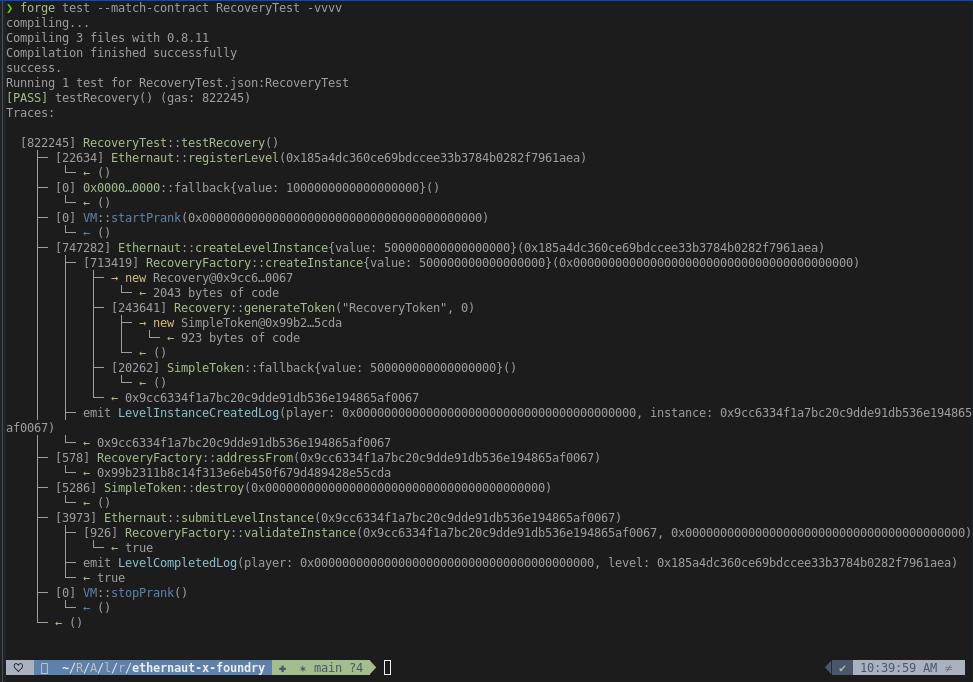 ❯ forge test --match-contract RecoveryTest -vvvv
compiling...
Compiling 3 files with 0.8.11
Compilation finished successfully
success.
Running 1 test for RecoveryTest.json:RecoveryTest
[PASS] testRecovery() (gas: 822245)
Traces:
[822245] RecoveryTest::testRecovery()
├─ [22634] Ethernaut::registerLevel(0x185a4dc360ce69bdccee33b3784b0282f7961aea)
│   └─ ← ()
├─ [0] 0x0000…0000::fallback{value: 1000000000000000000}()
│   └─ ← ()
├─ [0] VM::startPrank(0x0000000000000000000000000000000000000000)
│   └─ ← ()
├─ [747282] Ethernaut::createLevelInstance{value: 500000000000000000}(0x185a4dc360ce69bdccee33b3784b0282f7961aea)
│   ├─ [713419] RecoveryFactory::createInstance{value: 500000000000000000}(0x0000000000000000000000000000000000000000)
│   │   ├─ → new Recovery@0x9cc6…0067
│   │   │   └─ ← 2043 bytes of code
│   │   ├─ [243641] Recovery::generateToken("RecoveryToken", 0)
│   │   │   ├─ → new SimpleToken@0x99b2…5cda
│   │   │   │   └─ ← 923 bytes of code
│   │   │   └─ ← ()
│   │   ├─ [20262] SimpleToken::fallback{value: 500000000000000000}()
│   │   │   └─ ← ()
│   │   └─ ← 0x9cc6334f1a7bc20c9dde91db536e194865af0067
│   ├─ emit LevelInstanceCreatedLog(player: 0x0000000000000000000000000000000000000000, instance: 0x9cc6334f1a7bc20c9dde91db536e194865
af0067)
│   └─ ← 0x9cc6334f1a7bc20c9dde91db536e194865af0067
├─ [578] RecoveryFactory::addressFrom(0x9cc6334f1a7bc20c9dde91db536e194865af0067)
│   └─ ← 0x99b2311b8c14f313e6eb450f679d489428e55cda
├─ [5286] SimpleToken::destroy(0x0000000000000000000000000000000000000000)
│   └─ ← ()
├─ [3973] Ethernaut::submitLevelInstance(0x9cc6334f1a7bc20c9dde91db536e194865af0067)
│   ├─ [926] RecoveryFactory::validateInstance(0x9cc6334f1a7bc20c9dde91db536e194865af0067, 0x0000000000000000000000000000000000000000)
│   │   └─ ← true
│   ├─ emit LevelCompletedLog(player: 0x0000000000000000000000000000000000000000, level: 0x185a4dc360ce69bdccee33b3784b0282f7961aea)
│   └─ ← true
├─ [0] VM::stopPrank()
│   └─ ← ()
└─ ← ()
~/R/A/l/r/ethernaut-x-foundry main ?4 ✔ 10:39:59 AM